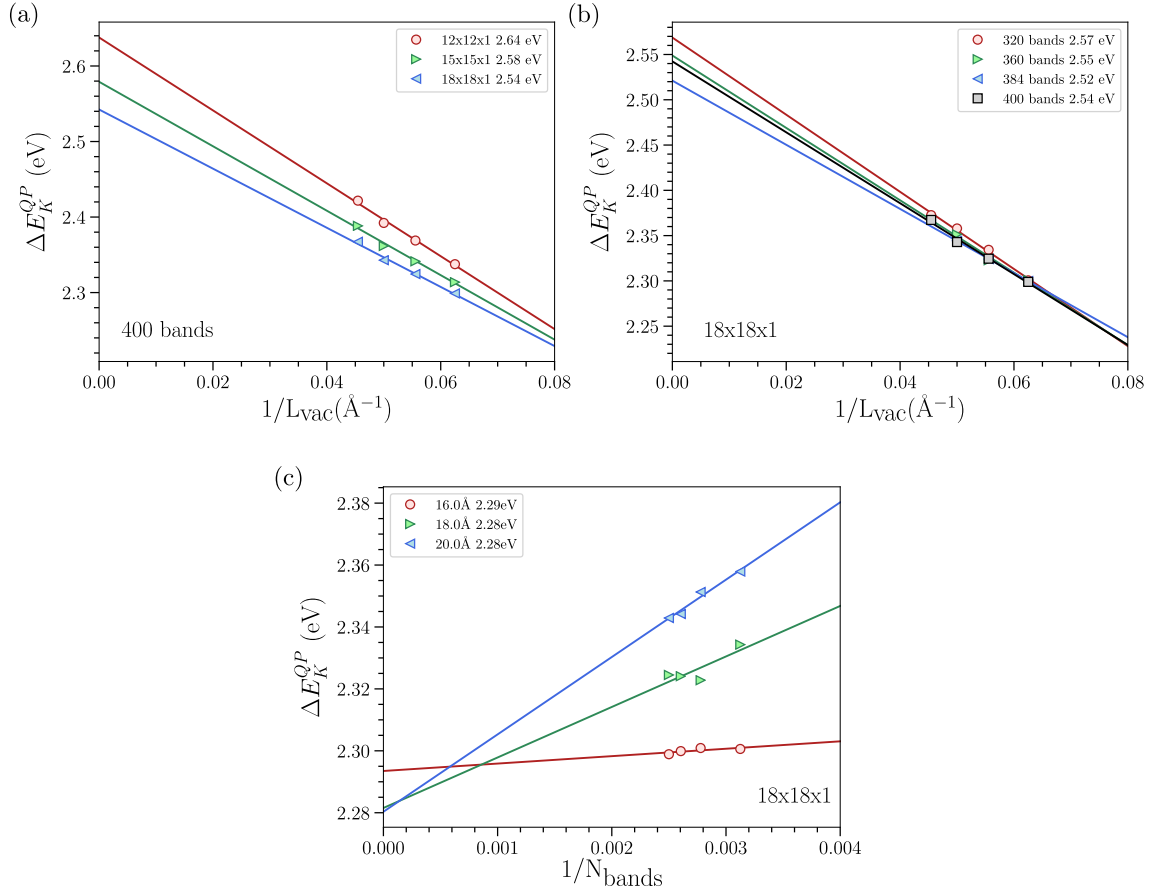 (a)
12x12x1 2.64 eV
15x15x1 2.58 eV
18x18x1 2.54 eV
2.6
2.5
2.4
2.3
ΔE_K^{QP} (eV)
400 bands
0.00 0.02 0.04 0.06 0.08
1/L_vac(Å⁻¹)
(b)
320 bands 2.57 eV
360 bands 2.55 eV
384 bands 2.52 eV
400 bands 2.54 eV
2.55
2.50
2.45
2.40
2.35
2.30
2.25
ΔE_K^{QP} (eV)
18x18x1
0.00 0.02 0.04 0.06 0.08
1/L_vac(Å⁻¹)
(c)
16.0Å 2.29eV
18.0Å 2.28eV
20.0Å 2.28eV
2.38
2.36
2.34
2.32
2.30
2.28
ΔE_K^{QP} (eV)
18x18x1
0.000 0.001 0.002 0.003 0.004
1/N_bands